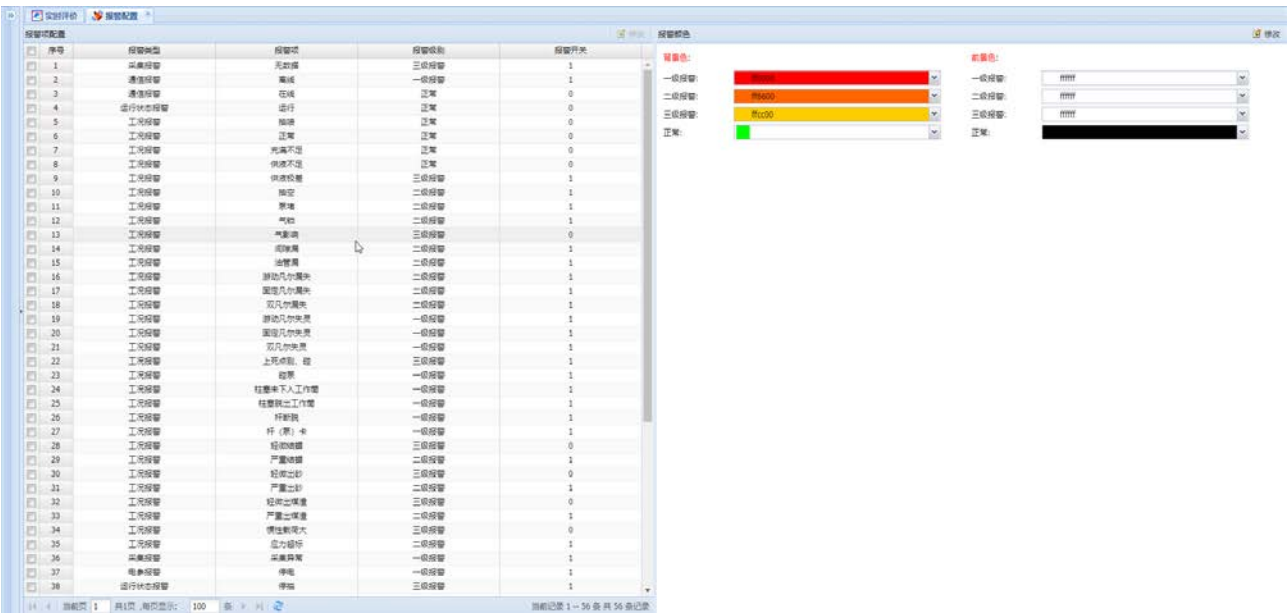 实时评价 报警配置
报警项配置 修改
序号 报警类型 报警项 报警级别 报警开关
1 采集报警 无数据 三级报警 1
2 通信报警 离线 一级报警 1
3 通信报警 在线 正常 0
4 运行状态报警 运行 正常 0
5 工况报警 抽喷 正常 0
6 工况报警 正常 正常 0
7 工况报警 充满不足 正常 0
8 工况报警 供液不足 正常 0
9 工况报警 供液极差 三级报警 1
10 工况报警 抽空 二级报警 1
11 工况报警 泵堵 二级报警 1
12 工况报警 气锁 二级报警 1
13 工况报警 气影响 三级报警 0
14 工况报警 间隙漏 二级报警 1
15 工况报警 油管漏 二级报警 1
16 工况报警 游动凡尔漏失 二级报警 1
17 工况报警 固定凡尔漏失 二级报警 1
18 工况报警 双凡尔漏失 二级报警 1
19 工况报警 游动凡尔失灵 一级报警 1
20 工况报警 固定凡尔失灵 一级报警 1
21 工况报警 双凡尔失灵 一级报警 1
22 工况报警 上死点刮、碰 三级报警 1
23 工况报警 碰泵 一级报警 1
24 工况报警 柱塞未下入工作筒 一级报警 1
25 工况报警 柱塞脱出工作筒 一级报警 1
26 工况报警 杆断脱 一级报警 1
27 工况报警 杆（泵）卡 一级报警 1
28 工况报警 轻微结蜡 三级报警 0
29 工况报警 严重结蜡 二级报警 1
30 工况报警 轻微出砂 三级报警 0
31 工况报警 严重出砂 二级报警 1
32 工况报警 轻微出煤渣 三级报警 0
33 工况报警 严重出煤渣 二级报警 1
34 工况报警 惯性载荷大 三级报警 0
35 工况报警 应力超标 二级报警 1
36 采集报警 采集异常 一级报警 1
37 电参报警 停电 一级报警 1
38 运行状态报警 停抽 三级报警 1
当前页 1 共1页 ,每页显示: 100 条 当前记录 1 -- 56 条 共 56 条记录
报警颜色 修改
背景色: 前景色:
一级报警: ff0000 一级报警: ffffff
二级报警: ff6600 二级报警: ffffff
三级报警: ffcc00 三级报警: ffffff
正常: 正常: